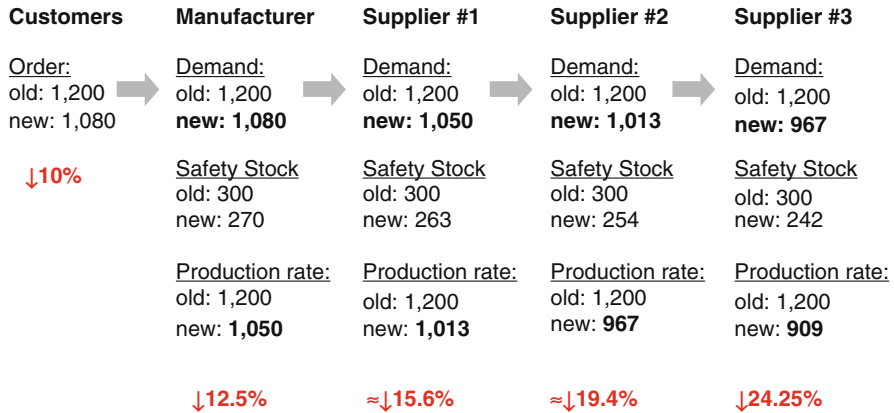 Customers
Order:
old: 1,200
new: 1,080
↓10%
Manufacturer
Demand:
old: 1,200
new: 1,080
Safety Stock
old: 300
new: 270
Production rate:
old: 1,200
new: 1,050
↓12.5%
Supplier #1
Demand:
old: 1,200
new: 1,050
Safety Stock
old: 300
new: 263
Production rate:
old: 1,200
new: 1,013
≈↓15.6%
Supplier #2
Demand:
old: 1,200
new: 1,013
Safety Stock
old: 300
new: 254
Production rate:
old: 1,200
new: 967
≈↓19.4%
Supplier #3
Demand:
old: 1,200
new: 967
Safety Stock
old: 300
new: 242
Production rate:
old: 1,200
new: 909
↓24.25%